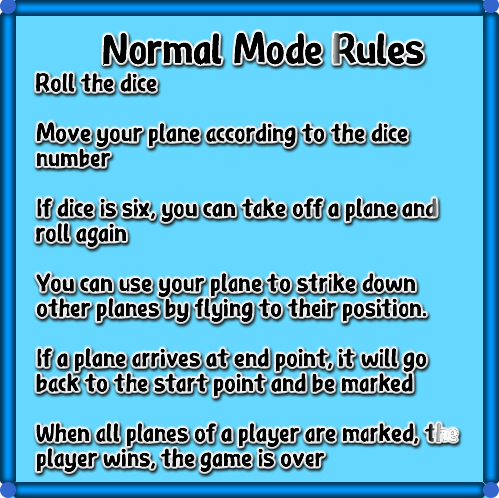 Normal Mode Rules
Roll the dice
Move your plane according to the dice
number
If dice is six, you can take off a plane and
roll again
You can use your plane to strike down
other planes by flying to their position.
If a plane arrives at end point, it will go
back to the start point and be marked
When all planes of a player are marked, the
player wins, the game is over